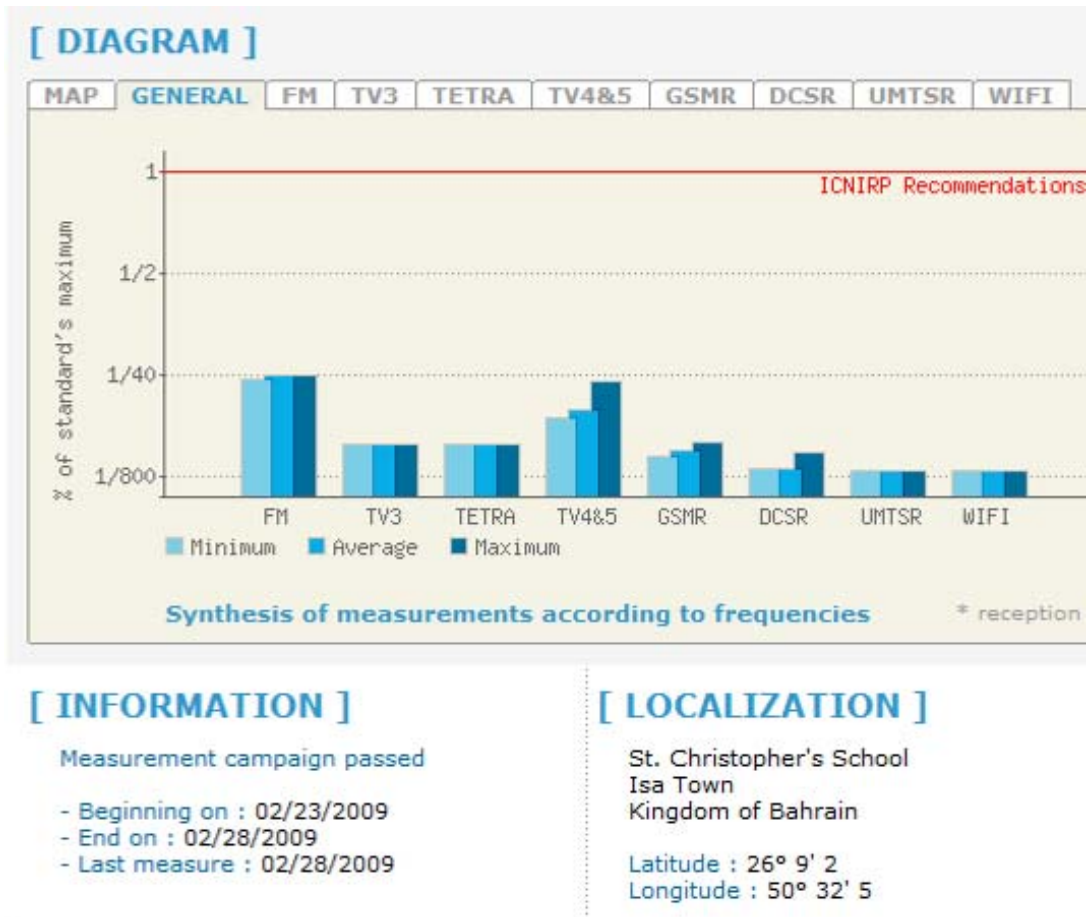 [ DIAGRAM ]
MAP GENERAL FM TV3 TETRA TV4&5 GSMR DCSR UMTSR WIFI
% of standard's maximum
1
ICNIRP Recommendations
1/2
1/40
1/800
FM TV3 TETRA TV4&5 GSMR DCSR UMTSR WIFI
Minimum Average Maximum
Synthesis of measurements according to frequencies * reception
[ INFORMATION ]
Measurement campaign passed
- Beginning on : 02/23/2009
- End on : 02/28/2009
- Last measure : 02/28/2009
[ LOCALIZATION ]
St. Christopher's School
Isa Town
Kingdom of Bahrain
Latitude : 26º 9' 2
Longitude : 50º 32' 5